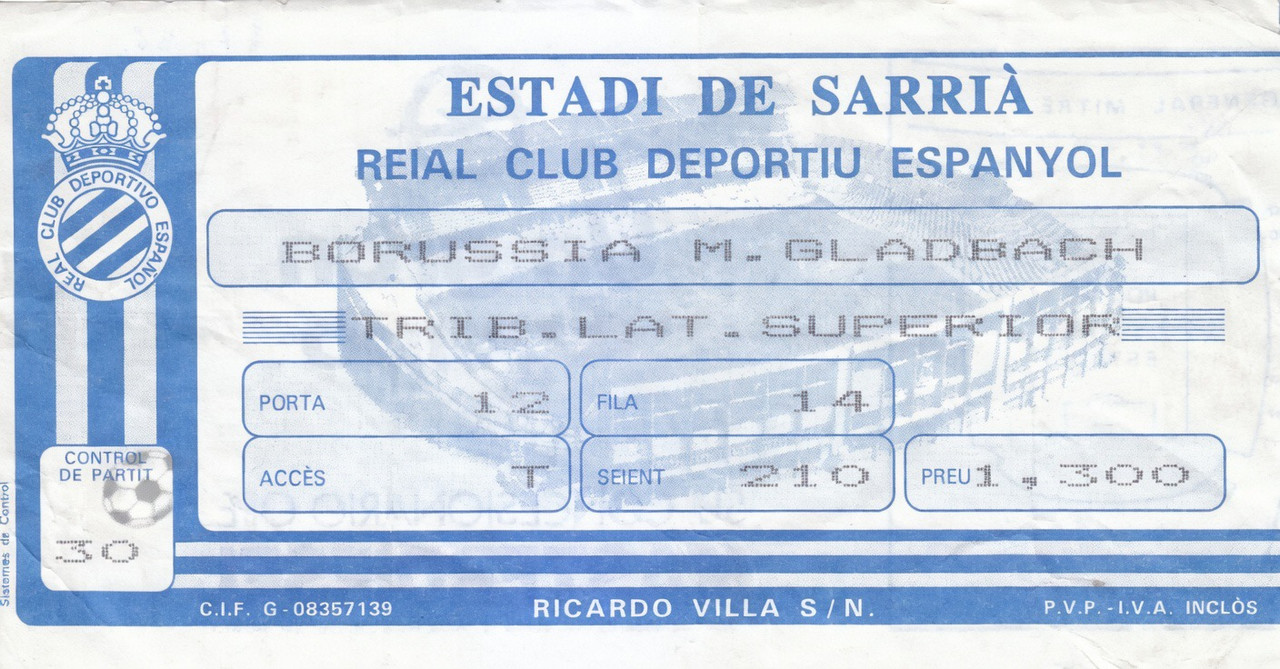 ESTADI DE SARRIÀ
REIAL CLUB DEPORTIU ESPANYOL
REAL CLUB DEPORTIVO ESPAÑOL
BORUSSIA M. GLADBACH
TRIB.LAT.SUPERIOR
PORTA 12 FILA 14
ACCÈS T SEIENT 210 PREU 1,300
CONTROL
DE PARTIT
30
Sistemes de Control
C.I.F. G-08357139 RICARDO VILLA S/N. P.V.P.-I.V.A. INCLÒS